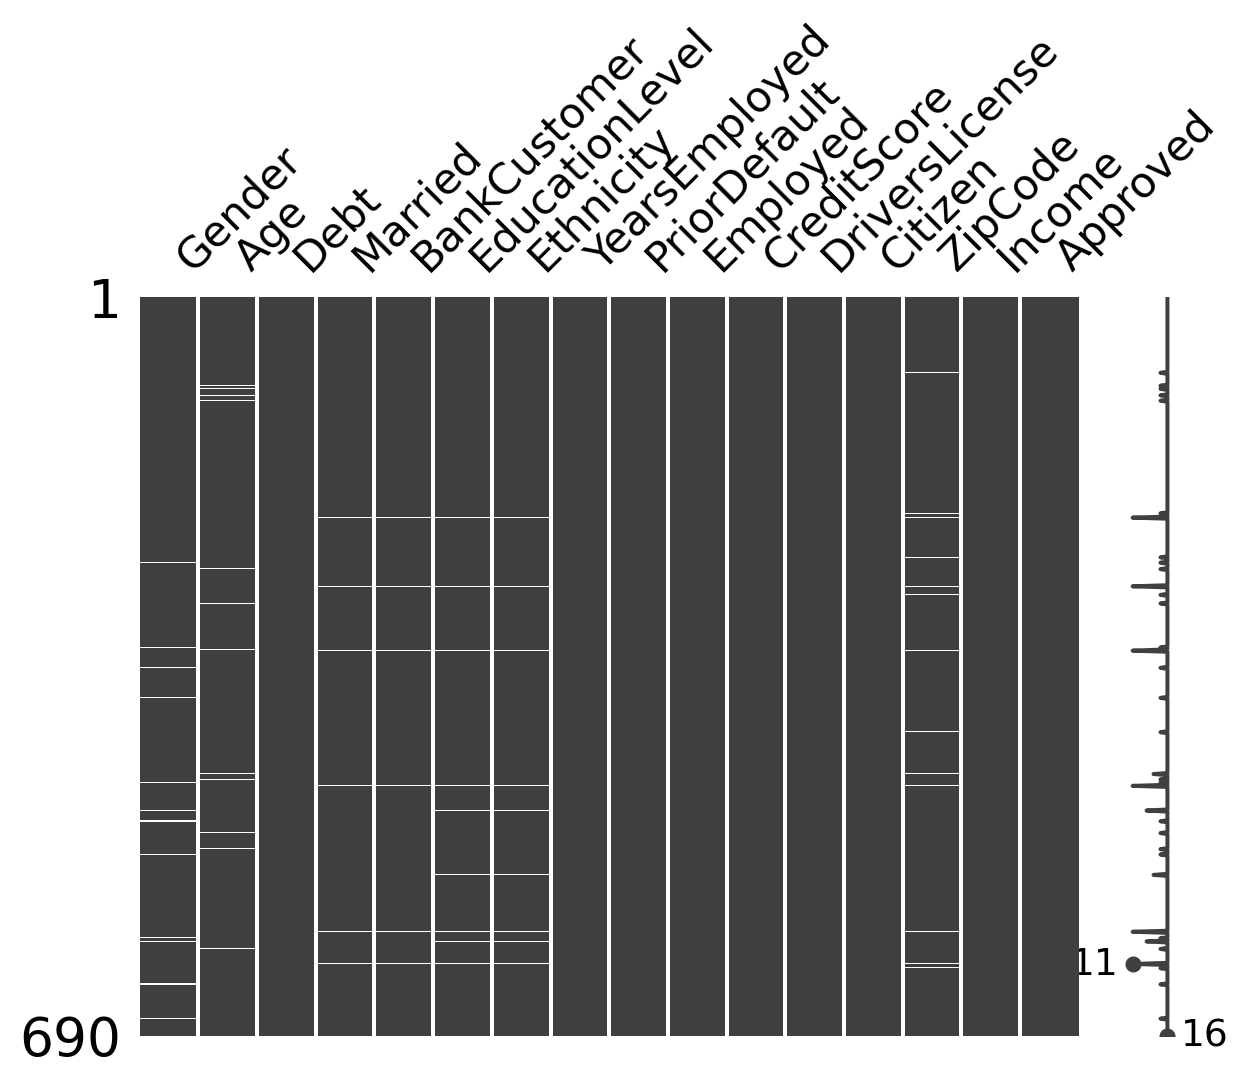 Gender
Age
Debt
Married
BankCustomer
EducationLevel
Ethnicity
YearsEmployed
PriorDefault
Employed
CreditScore
DriversLicense
Citizen
ZipCode
Income
Approved
1
690
11
16